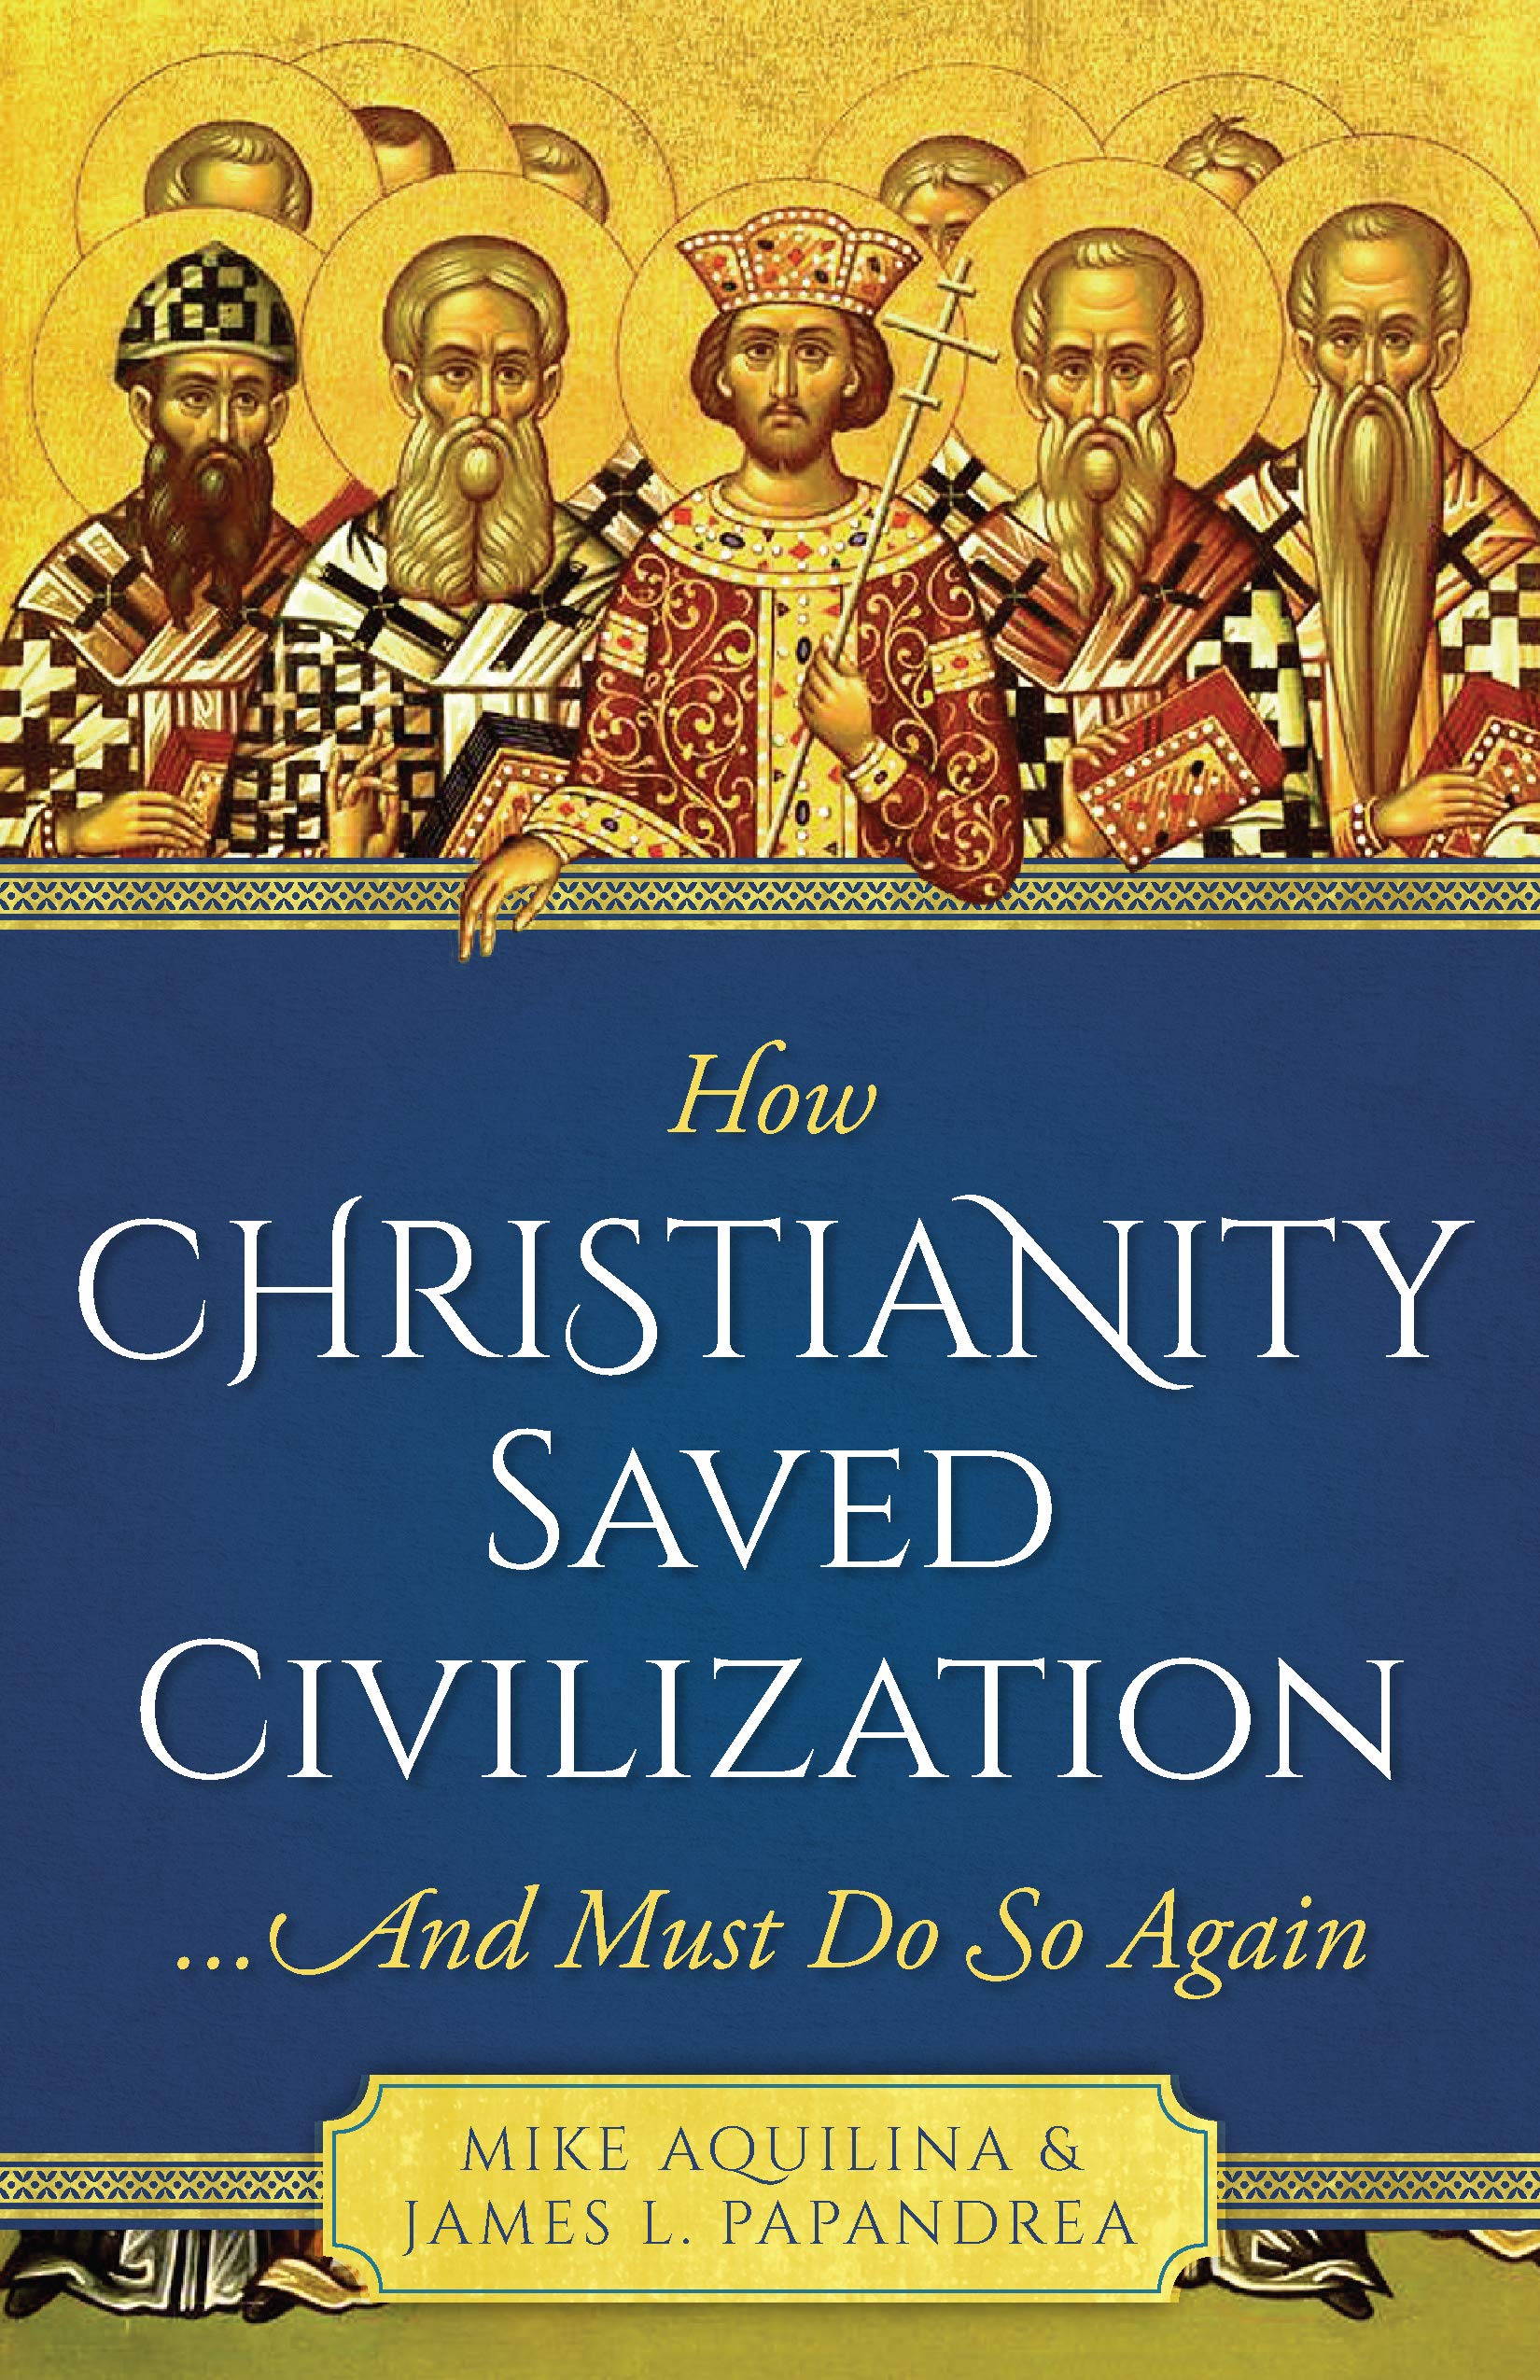 How
CHRISTIANITY
SAVED
CIVILIZATION
...And Must Do So Again
MIKE AQUILINA &
JAMES L. PAPANDREA